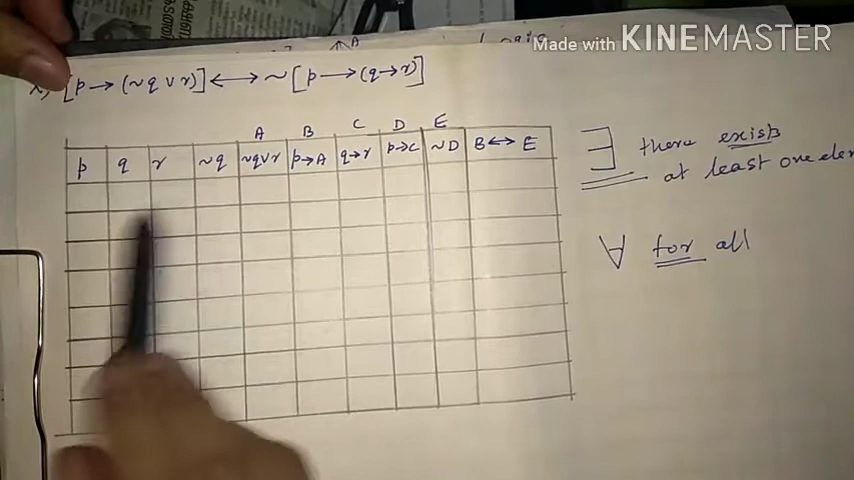 Made with KINEMASTER
[p → (~q ∨ r)] ⟷ ~[p → (q → r)]
A B C D E
p q r ~q ~q∨r p→A q→r p→C ~D B ↔ E
∃ there exists
at least one
∀ for all